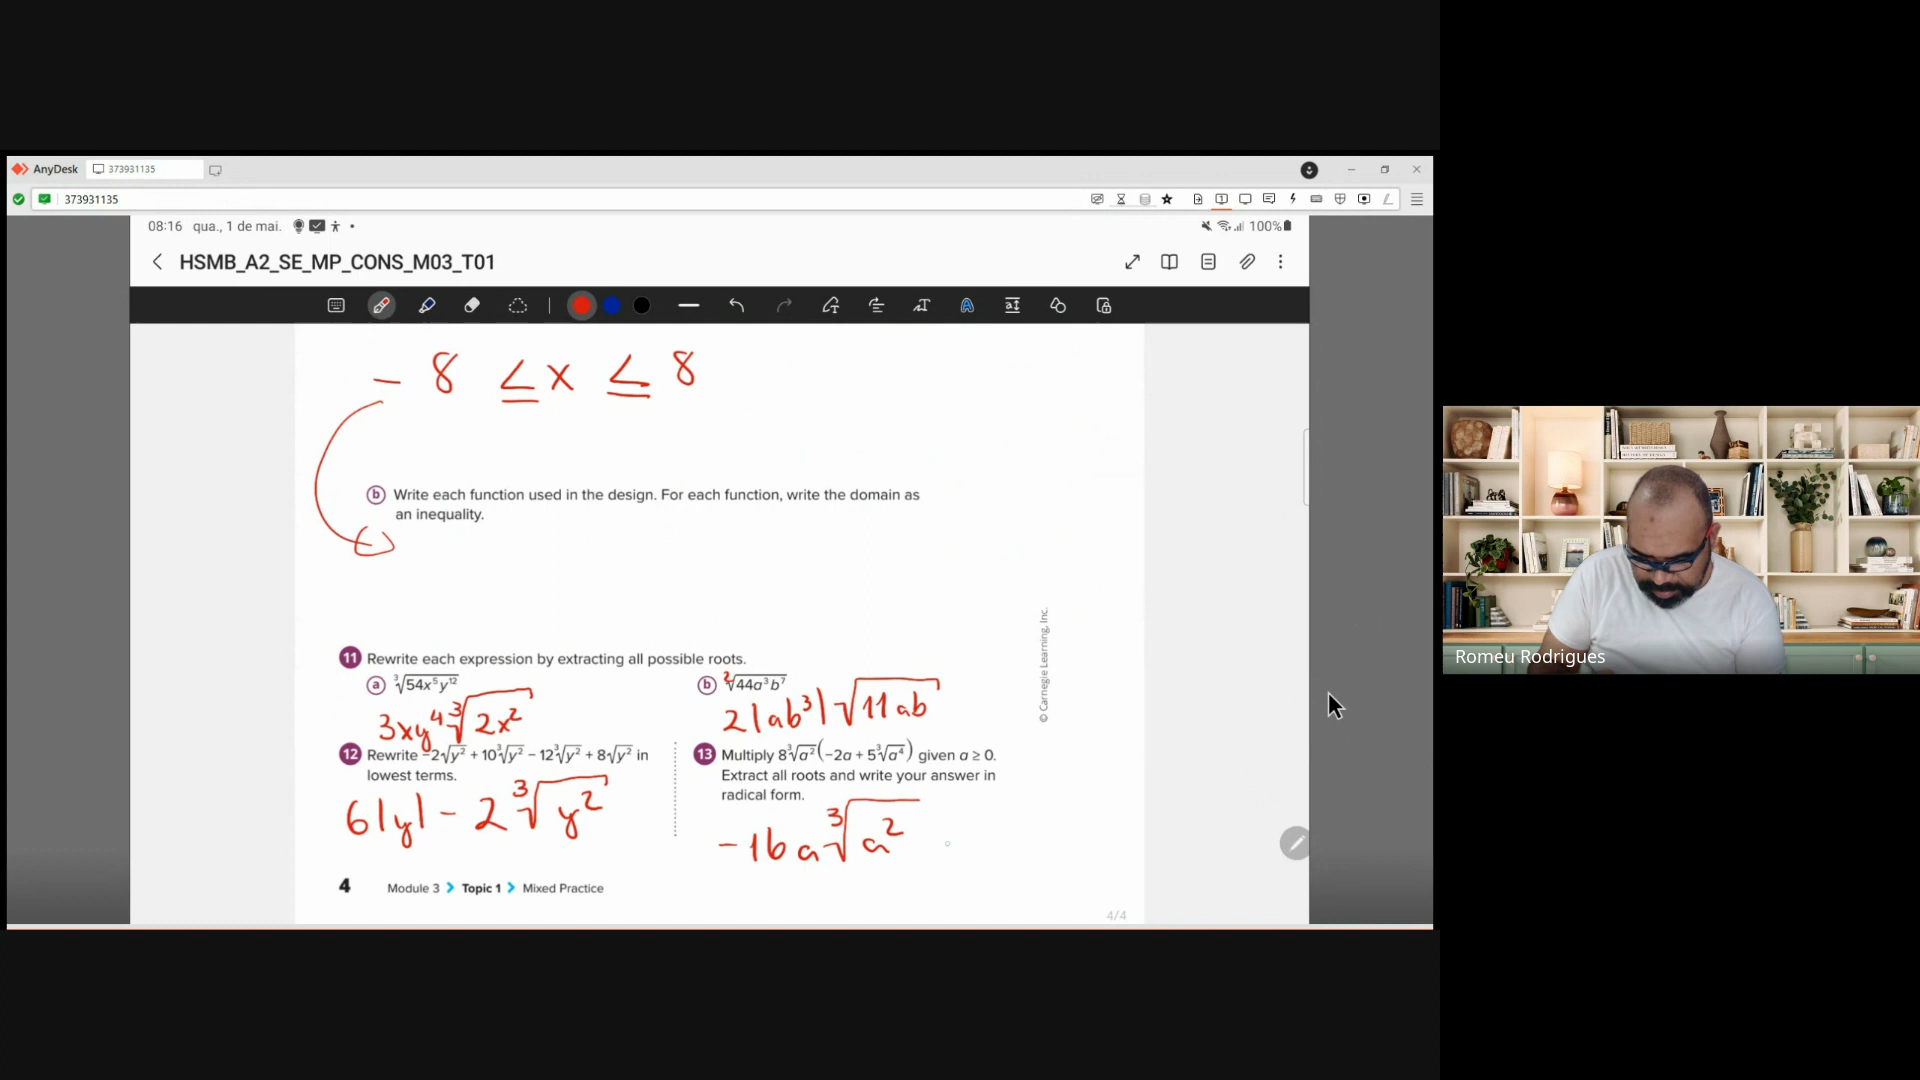 AnyDesk
373931135
373931135
08:16 qua., 1 de mai.
100%
HSMB_A2_SE_MP_CONS_M03_T01
- 8 ≤ x ≤ 8
b Write each function used in the design. For each function, write the domain as
an inequality.
11 Rewrite each expression by extracting all possible roots.
a ∛54x⁵y¹²
3xy⁴ ∛2x²
b ²√44a³b⁷
2|ab³| √11ab
12 Rewrite -2√y² + 10∛y² - 12∛y² + 8√y² in
lowest terms.
6|y| - 2 ∛y²
13 Multiply 8∛a²(-2a + 5∛a⁴) given a ≥ 0.
Extract all roots and write your answer in
radical form.
-16a ∛a²
© Carnegie Learning, Inc.
4 Module 3 > Topic 1 > Mixed Practice
4/4
Romeu Rodrigues